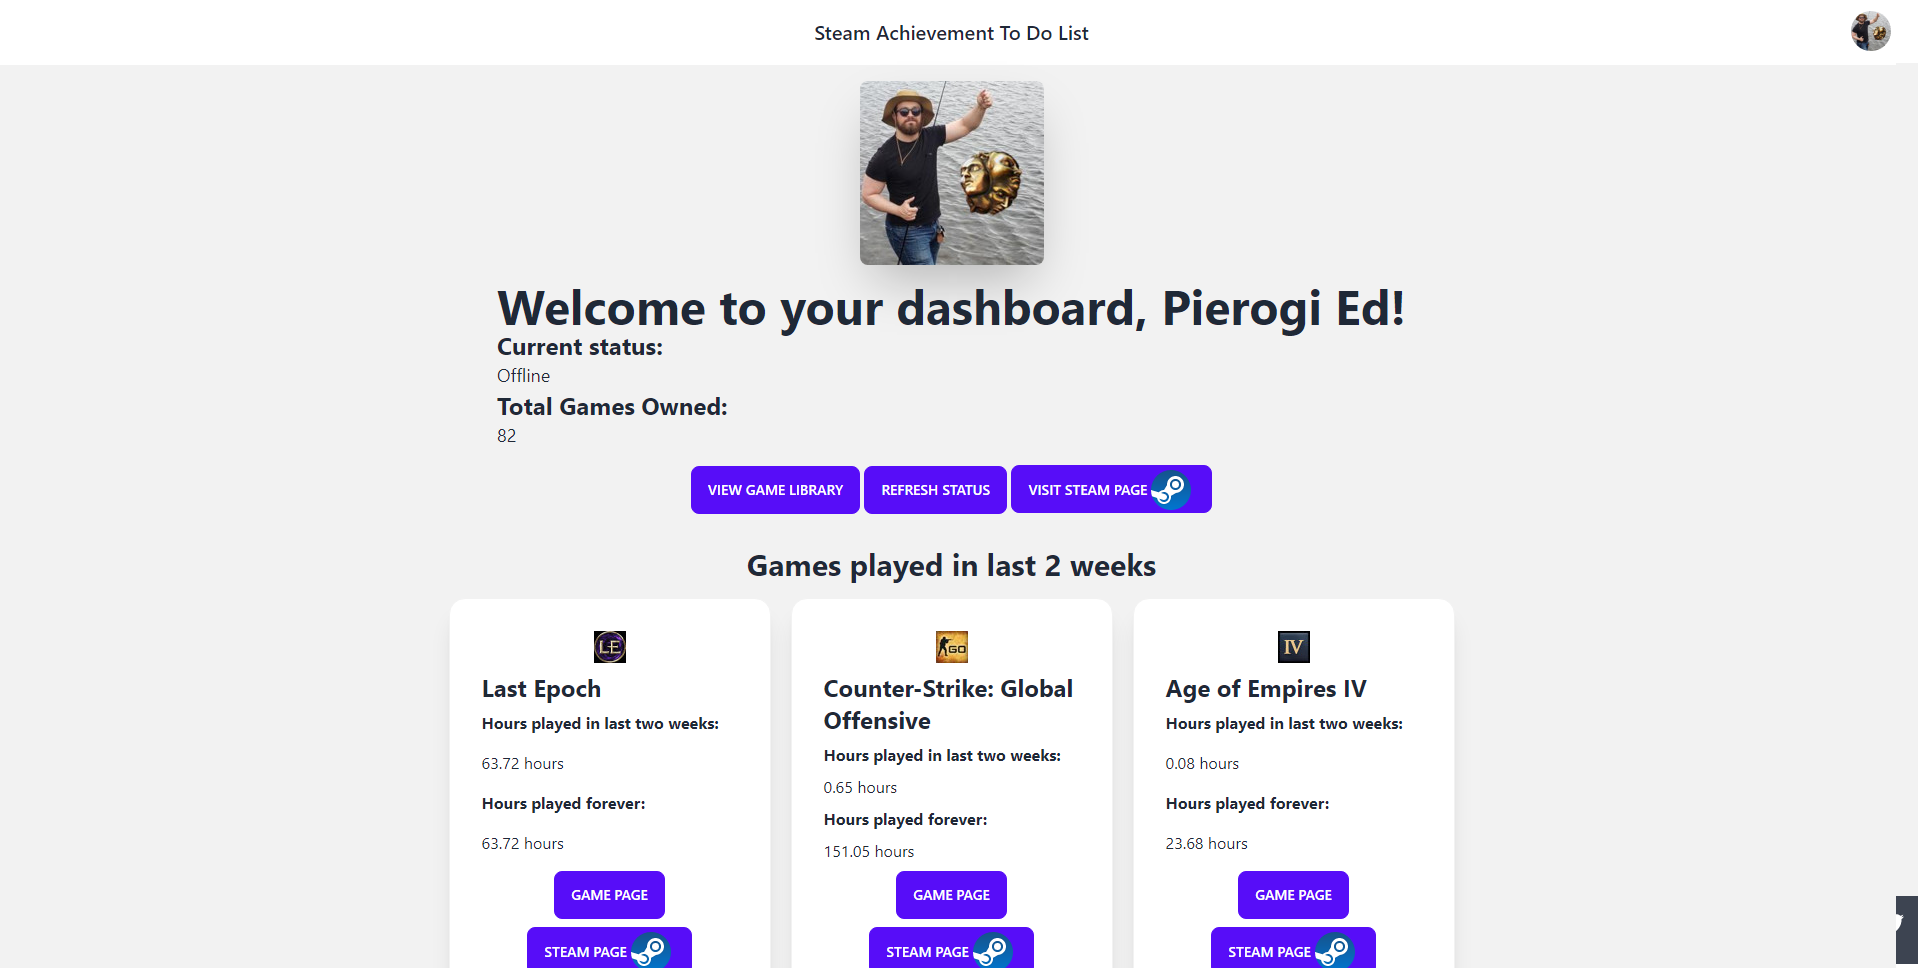 Steam Achievement To Do List
Welcome to your dashboard, Pierogi Ed!
Current status:
Offline
Total Games Owned:
82
VIEW GAME LIBRARY REFRESH STATUS VISIT STEAM PAGE
Games played in last 2 weeks
LE
Last Epoch
Hours played in last two weeks:
63.72 hours
Hours played forever:
63.72 hours
GAME PAGE
STEAM PAGE
GO
Counter-Strike: Global
Offensive
Hours played in last two weeks:
0.65 hours
Hours played forever:
151.05 hours
GAME PAGE
STEAM PAGE
IV
Age of Empires IV
Hours played in last two weeks:
0.08 hours
Hours played forever:
23.68 hours
GAME PAGE
STEAM PAGE